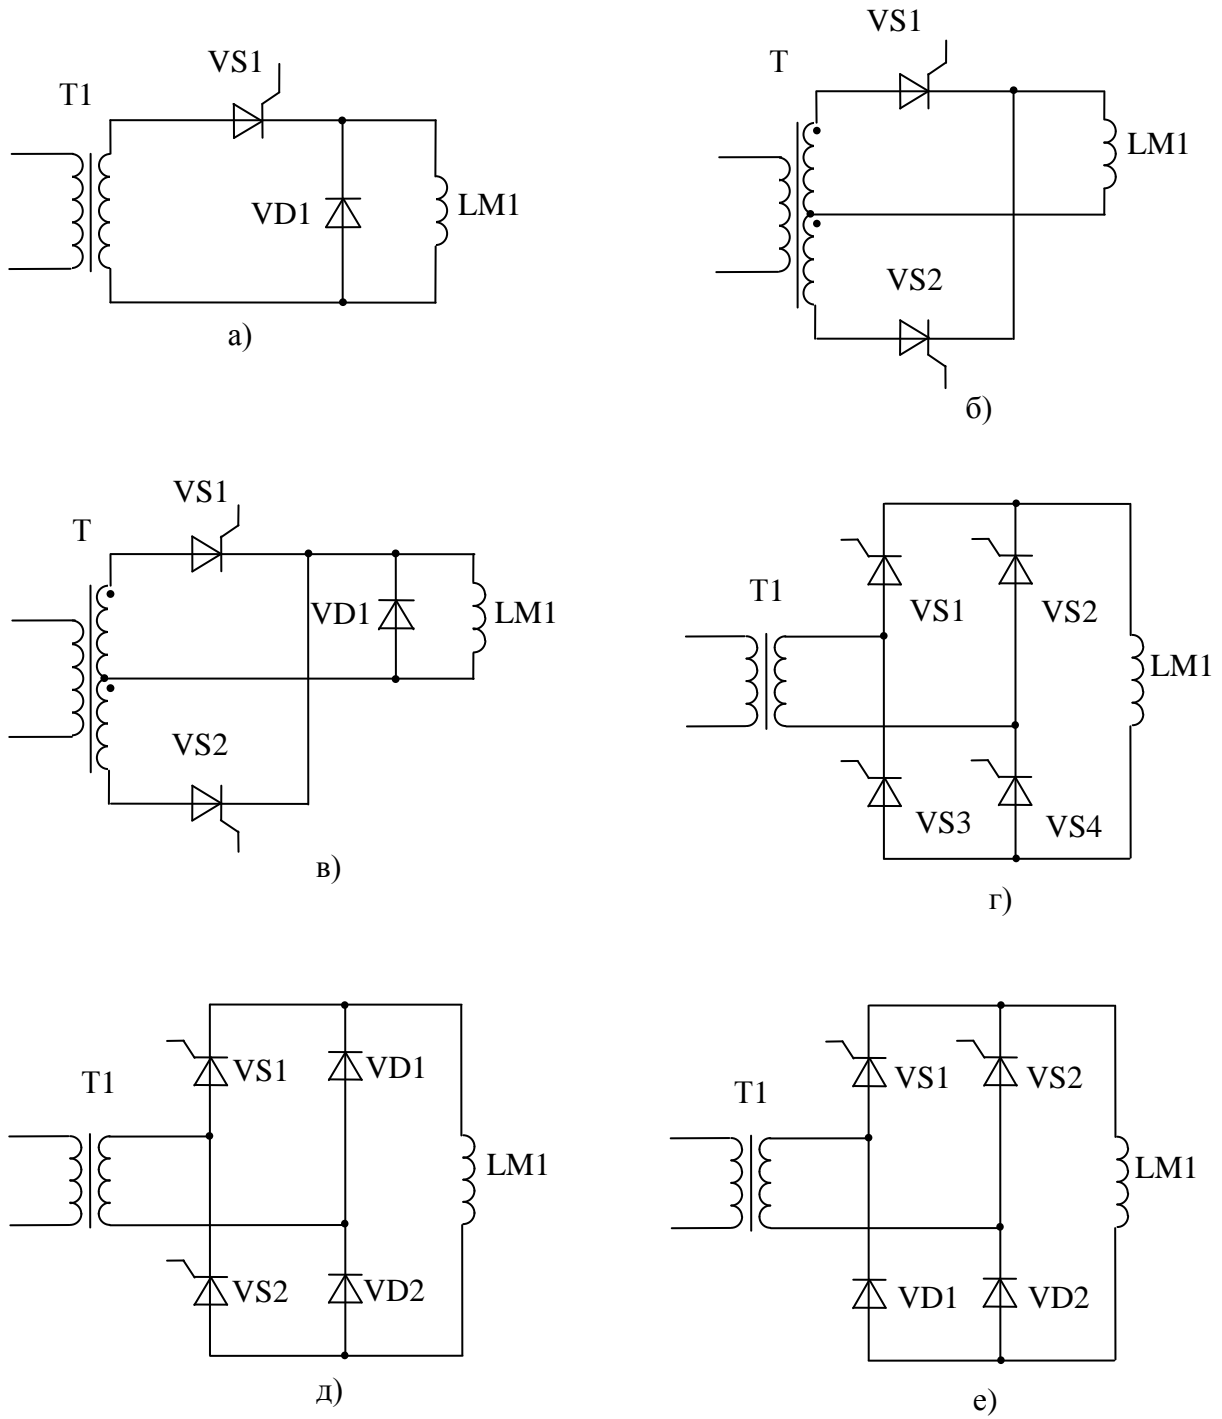 VS1
T1
VD1
LM1
а)
VS1
T
LM1
VS2
б)
VS1
T
VD1
LM1
VS2
в)
T1
VS1
VS2
LM1
VS3
VS4
г)
VS1
VD1
T1
LM1
VS2
VD2
д)
VS1
VS2
T1
LM1
VD1
VD2
е)